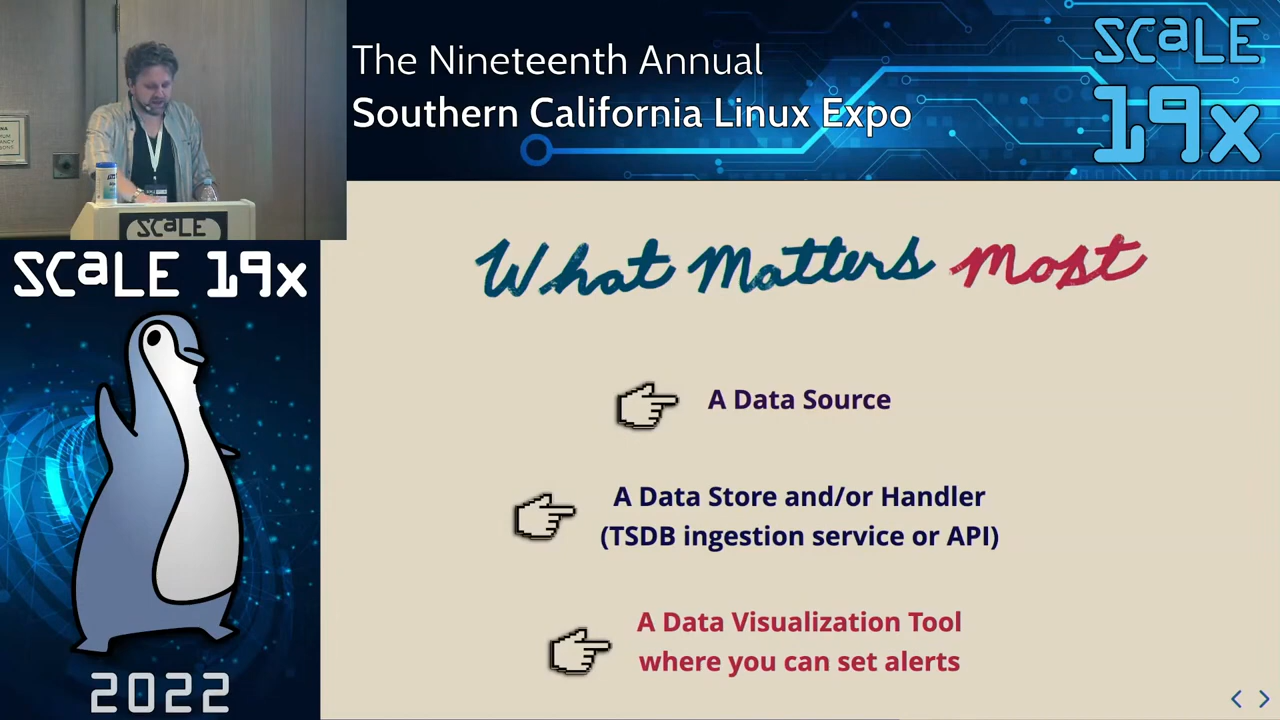 The Nineteenth Annual
Southern California Linux Expo
SCaLE
19x
SCaLE
SCaLE 19x
2022
What Matters Most
A Data Source
A Data Store and/or Handler
(TSDB ingestion service or API)
A Data Visualization Tool
where you can set alerts